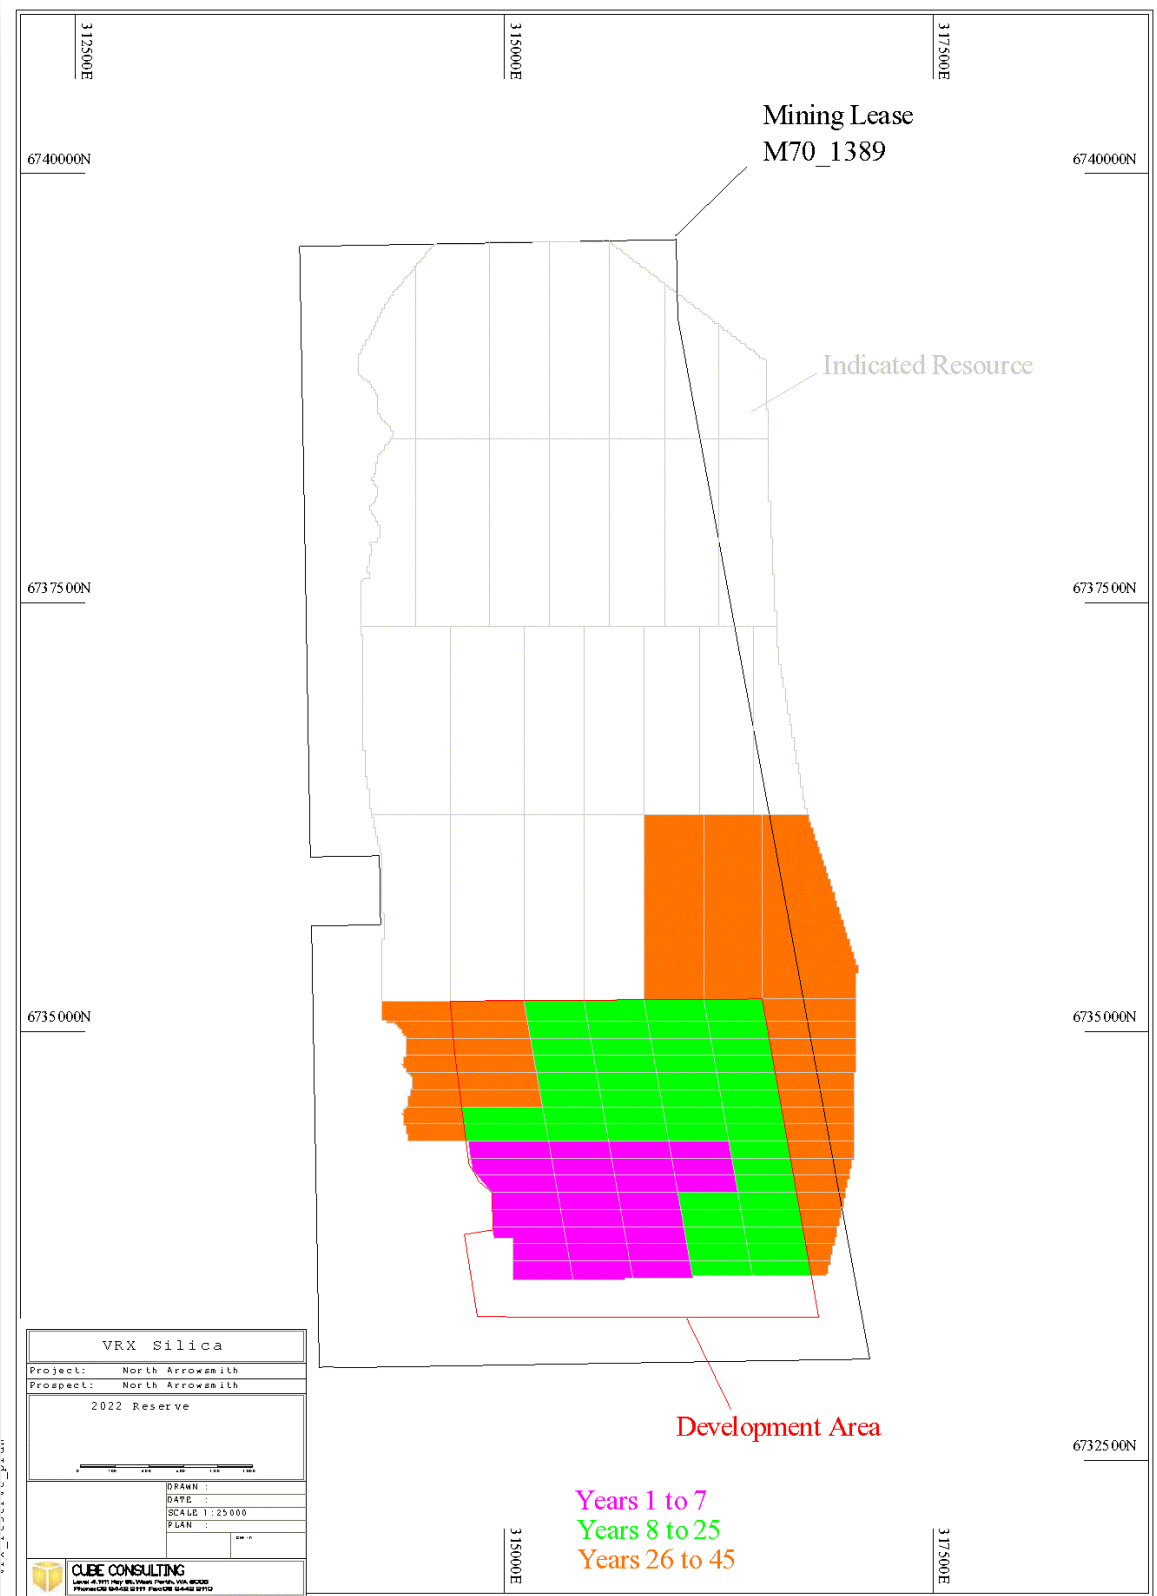 312500E
315000E
317500E
Mining Lease
M70_1389
6740000N
6740000N
Indicated Resource
6737500N
6737500N
6735000N
6735000N
Development Area
6732500N
VRX Silica
Project: North Arrowsmith
Prospect: North Arrowsmith
2022 Reserve
DRAWN :
DATE :
SCALE 1:25000
PLAN :
CUBE CONSULTING
Years 1 to 7
Years 8 to 25
Years 26 to 45
315000E
317500E